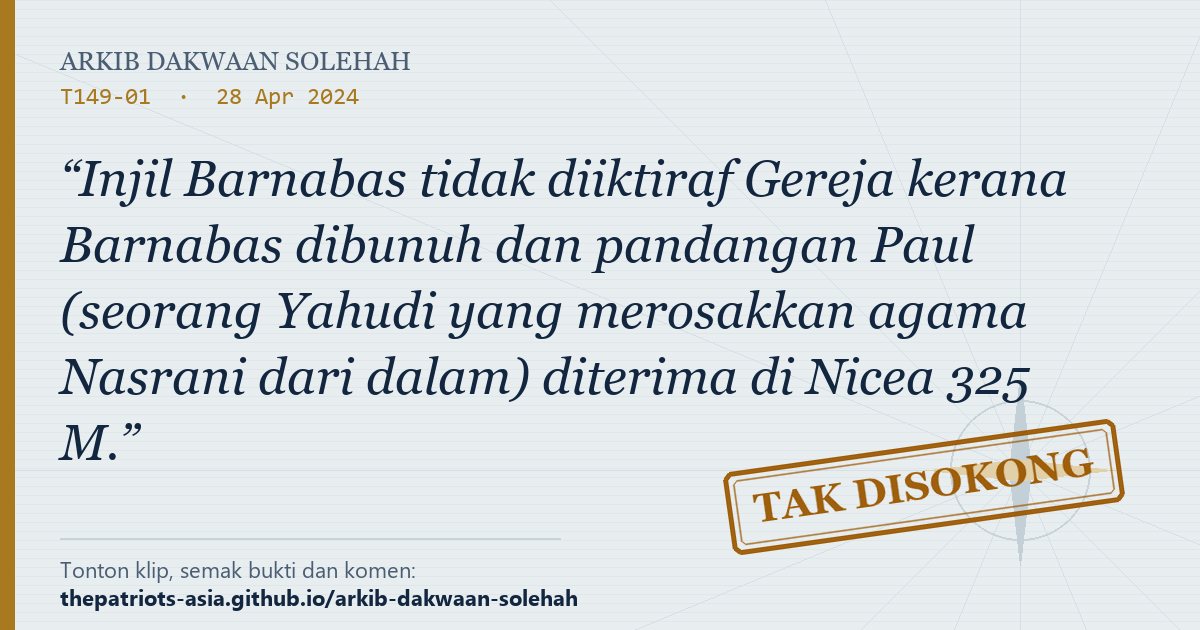 ARKIB DAKWAAN SOLEHAH
T149-01 · 28 Apr 2024
“Injil Barnabas tidak diiktiraf Gereja kerana
Barnabas dibunuh dan pandangan Paul
(seorang Yahudi yang merosakkan agama
Nasrani dari dalam) diterima di Nicea 325
M.”
TAK DISOKONG
Tonton klip, semak bukti dan komen:
thepatriots-asia.github.io/arkib-dakwaan-solehah